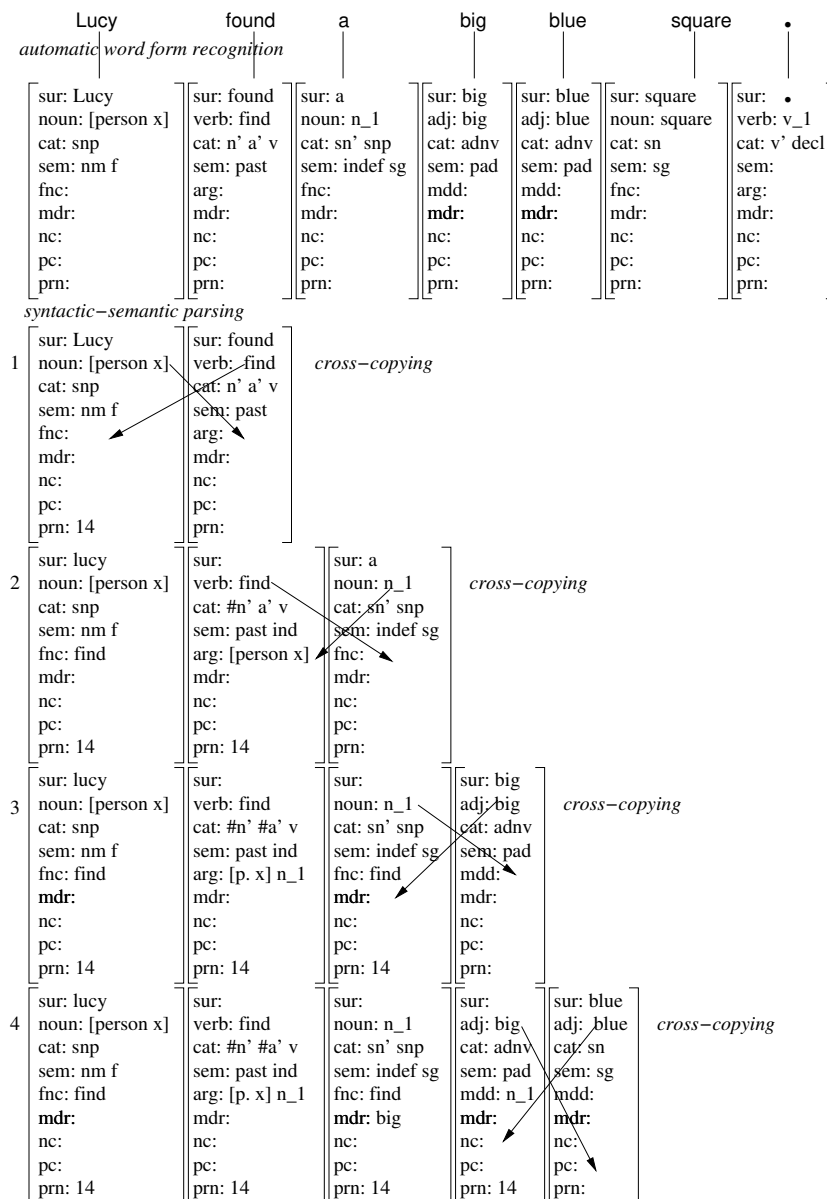 Lucy found a big blue square .
automatic word form recognition
sur: Lucy sur: found sur: a sur: big sur: blue sur: square sur: .
noun: [person x] verb: find noun: n_1 adj: big adj: blue noun: square verb: v_1
cat: snp cat: n' a' v cat: sn' snp cat: adnv cat: adnv cat: sn cat: v' decl
sem: nm f sem: past sem: indef sg sem: pad sem: pad sem: sg sem:
fnc: arg: fnc: mdd: mdd: fnc: arg:
mdr: mdr: mdr: mdr: mdr: mdr: mdr:
nc: nc: nc: nc: nc: nc: nc:
pc: pc: pc: pc: pc: pc: pc:
prn: prn: prn: prn: prn: prn: prn:
syntactic−semantic parsing
sur: Lucy sur: found
1 noun: [person x] verb: find cross−copying
cat: snp cat: n' a' v
sem: nm f sem: past
fnc: arg:
mdr: mdr:
nc: nc:
pc: pc:
prn: 14 prn:
sur: lucy sur: sur: a
2 noun: [person x] verb: find noun: n_1 cross−copying
cat: snp cat: #n' a' v cat: sn' snp
sem: nm f sem: past ind sem: indef sg
fnc: find arg: [person x] fnc:
mdr: mdr: mdr:
nc: nc: nc:
pc: pc: pc:
prn: 14 prn: 14 prn:
sur: lucy sur: sur: sur: big
3 noun: [person x] verb: find noun: n_1 adj: big cross−copying
cat: snp cat: #n' #a' v cat: sn' snp cat: adnv
sem: nm f sem: past ind sem: indef sg sem: pad
fnc: find arg: [p. x] n_1 fnc: find mdd:
mdr: mdr: mdr: mdr:
nc: nc: nc: nc:
pc: pc: pc: pc:
prn: 14 prn: 14 prn: 14 prn:
sur: lucy sur: sur: sur: sur: blue
4 noun: [person x] verb: find noun: n_1 adj: big adj: blue cross−copying
cat: snp cat: #n' #a' v cat: sn' snp cat: adnv cat: sn
sem: nm f sem: past ind sem: indef sg sem: pad sem: sg
fnc: find arg: [p. x] n_1 fnc: find mdd: n_1 mdd:
mdr: mdr: mdr: big mdr: mdr:
nc: nc: nc: nc: nc:
pc: pc: pc: pc: pc:
prn: 14 prn: 14 prn: 14 prn: 14 prn: